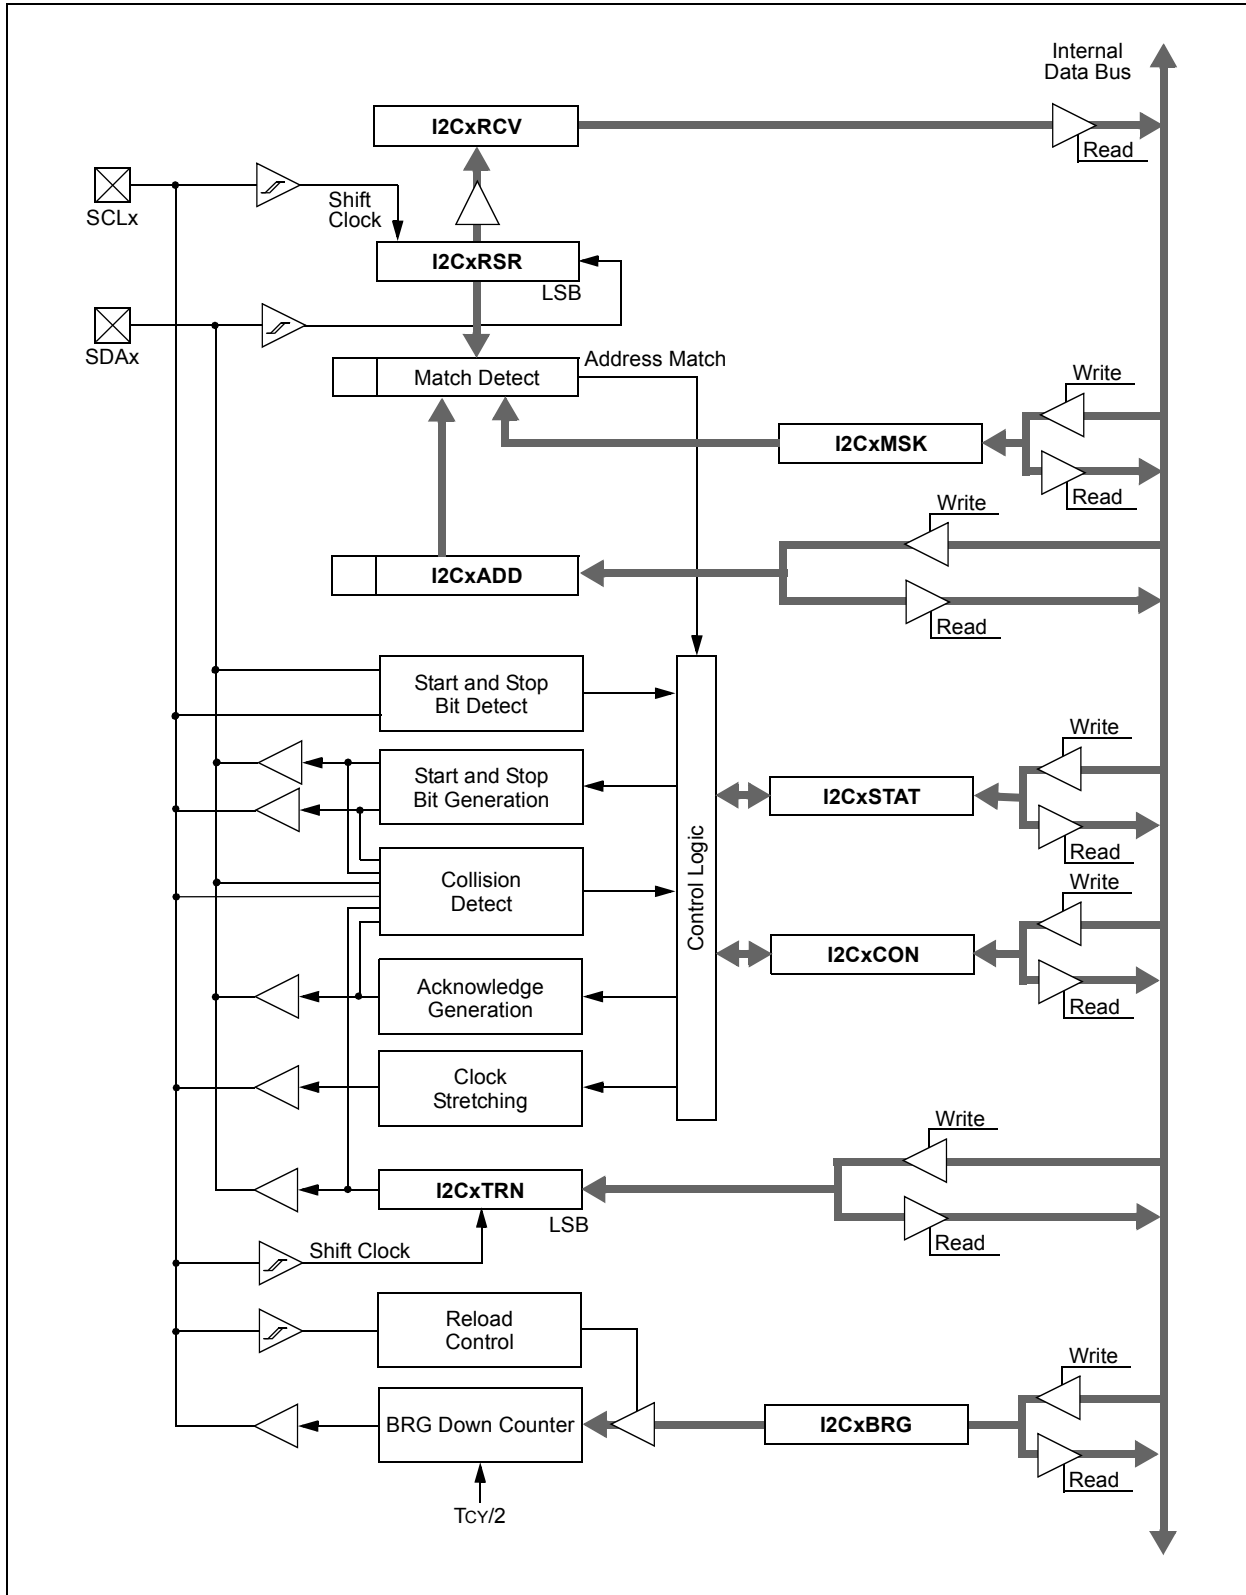 Internal
Data Bus
I2CxRCV
Read
SCLx
Shift
Clock
I2CxRSR
LSB
SDAx
Match Detect
Address Match
Write
I2CxMSK
Read
Write
I2CxADD
Read
Start and Stop
Bit Detect
Write
Start and Stop
Bit Generation
I2CxSTAT
Read
Control Logic
Collision
Detect
Write
I2CxCON
Read
Acknowledge
Generation
Clock
Stretching
Write
I2CxTRN
LSB
Read
Shift Clock
Reload
Control
Write
BRG Down Counter
I2CxBRG
Read
TCY/2